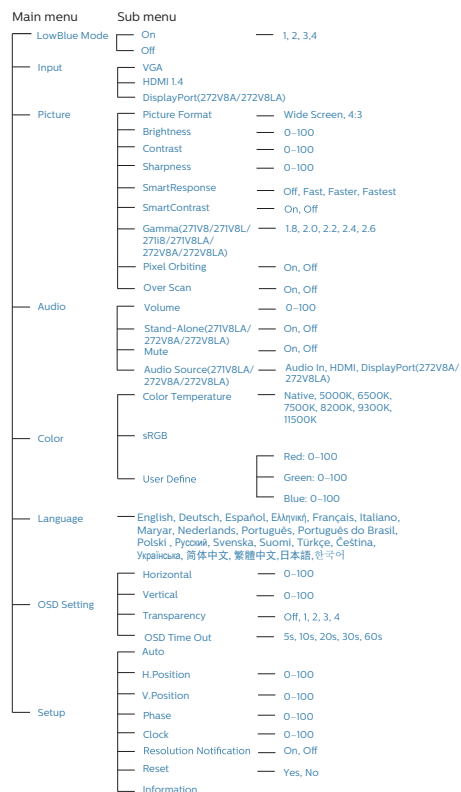 Main menu Sub menu
LowBlue Mode On 1, 2, 3,4
Off
Input VGA
HDMI 1.4
DisplayPort(272V8A/272V8LA)
Picture Picture Format Wide Screen, 4:3
Brightness 0-100
Contrast 0-100
Sharpness 0-100
SmartResponse Off, Fast, Faster, Fastest
SmartContrast On, Off
Gamma(271V8/271V8L/ 1.8, 2.0, 2.2, 2.4, 2.6
271i8/271V8LA/
272V8A/272V8LA)
Pixel Orbiting On, Off
Over Scan On, Off
Audio Volume 0-100
Stand-Alone(271V8LA/ On, Off
272V8A/272V8LA)
Mute On, Off
Audio Source(271V8LA/ Audio In, HDMI, DisplayPort(272V8A/
272V8A/272V8LA) 272V8LA)
Color Temperature Native, 5000K, 6500K,
7500K, 8200K, 9300K,
11500K
Color sRGB
Red: 0-100
User Define Green: 0-100
Blue: 0-100
Language English, Deutsch, Español, Ελληνική, Français, Italiano,
Maryar, Nederlands, Português, Português do Brasil,
Polski , Русский, Svenska, Suomi, Türkçe, Čeština,
Українська, 简体中文, 繁體中文,日本語,한국어
Horizontal 0-100
OSD Setting Vertical 0-100
Transparency Off, 1, 2, 3, 4
OSD Time Out 5s, 10s, 20s, 30s, 60s
Auto
H.Position 0-100
V.Position 0-100
Setup Phase 0-100
Clock 0-100
Resolution Notification On, Off
Reset Yes, No
Information